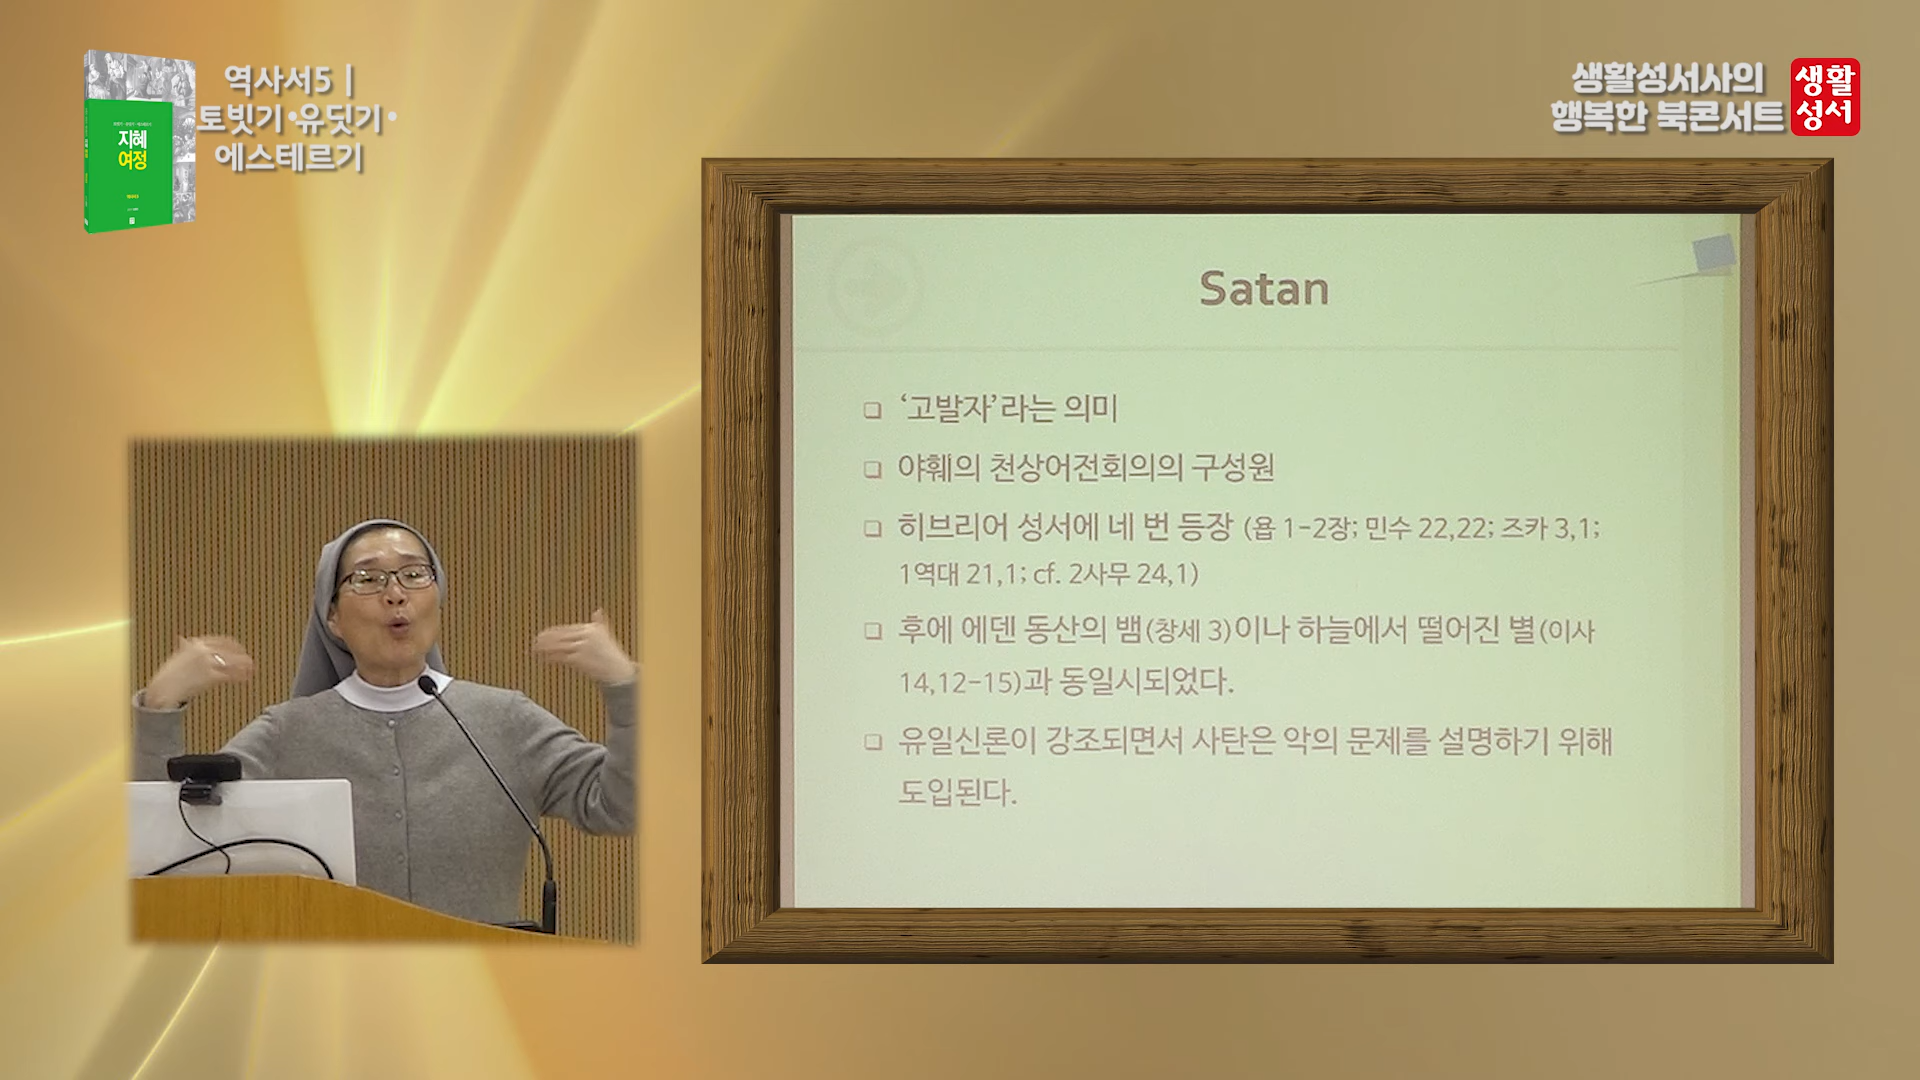 역사서5 |
토빗기·유딧기·
에스테르기
지혜
여정
생활성서사의
행복한 북콘서트
생활
성서
Satan
❏ ‘고발자’라는 의미
❏ 야훼의 천상어전회의의 구성원
❏ 히브리어 성서에 네 번 등장 (욥 1-2장; 민수 22,22; 즈카 3,1;
1역대 21,1; cf. 2사무 24,1)
❏ 후에 에덴 동산의 뱀(창세 3)이나 하늘에서 떨어진 별(이사
14,12-15)과 동일시되었다.
❏ 유일신론이 강조되면서 사탄은 악의 문제를 설명하기 위해
도입된다.